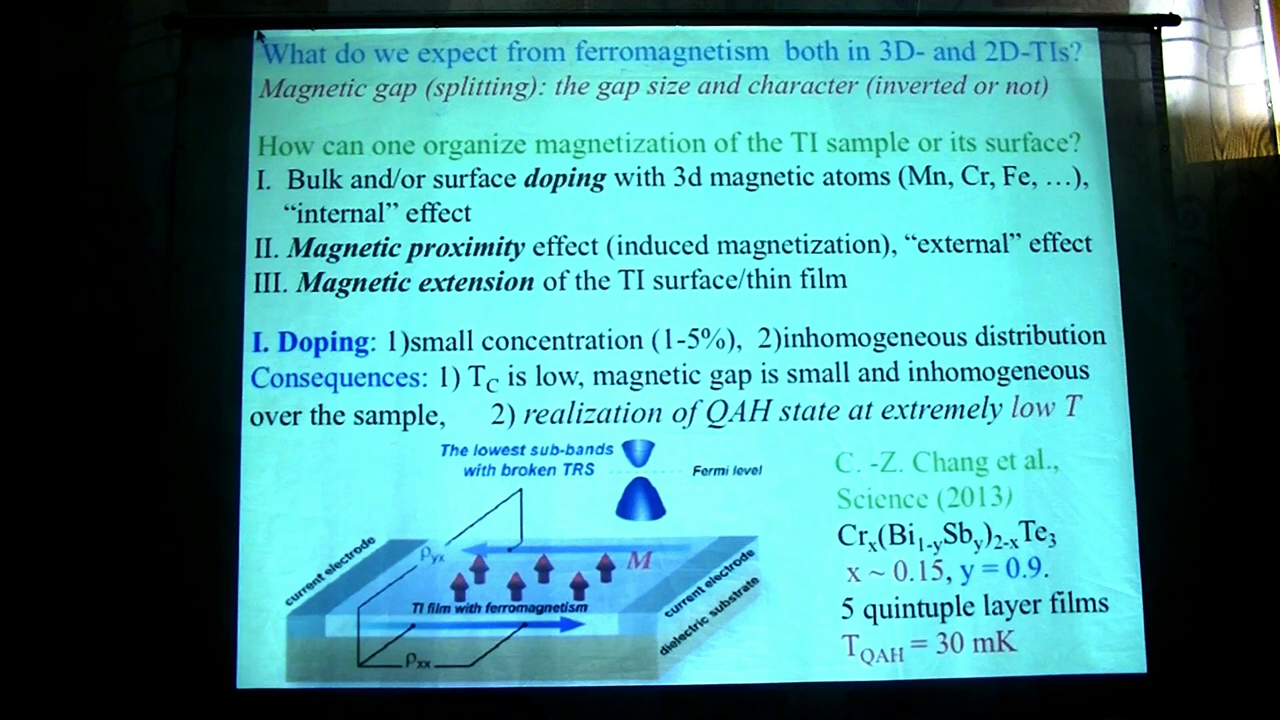 What do we expect from ferromagnetism both in 3D- and 2D-TIs?
Magnetic gap (splitting): the gap size and character (inverted or not)
How can one organize magnetization of the TI sample or its surface?
I. Bulk and/or surface doping with 3d magnetic atoms (Mn, Cr, Fe, …),
“internal” effect
II. Magnetic proximity effect (induced magnetization), “external” effect
III. Magnetic extension of the TI surface/thin film
I. Doping: 1)small concentration (1-5%), 2)inhomogeneous distribution
Consequences: 1) T_C is low, magnetic gap is small and inhomogeneous
over the sample, 2) realization of QAH state at extremely low T
The lowest sub-bands
with broken TRS
Fermi level
current electrode
ρyx
M
TI film with ferromagnetism
ρxx
current electrode
dielectric substrate
C. -Z. Chang et al.,
Science (2013)
Crx(Bi1-ySby)2-xTe3
x ~ 0.15, y = 0.9.
5 quintuple layer films
TQAH = 30 mK